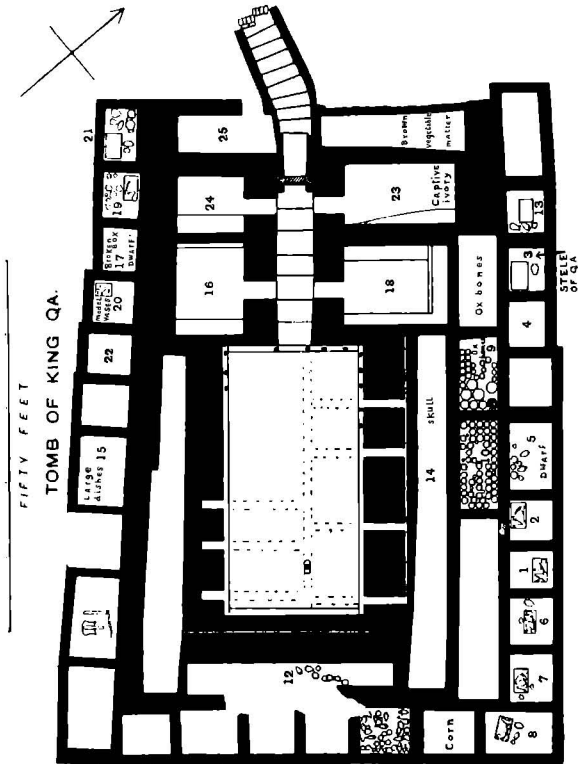 FIFTY FEET
TOMB OF KING QA.
21
19
Broken
Box
17
DWARF
model
VASES
20
22
Large
dishes 15
25
24
16
Brown
vegetable
matter
23
Captive
ivory
18
Ox bones
13
3
STELE
OF QA
4
9
14
skull
5
DWARF
2
1
6
7
8
12
Corn